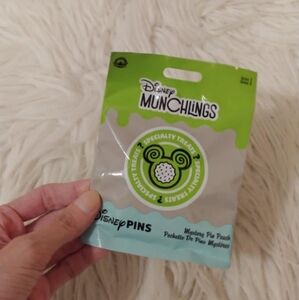 Disney
MUNCHLINGS
SPECIALTY TREATS ? SPECIALTY TREATS ? SPECIALTY TREATS ?
Disney PINS
Mystery Pin Pouch
Pochette De Pins Mystères